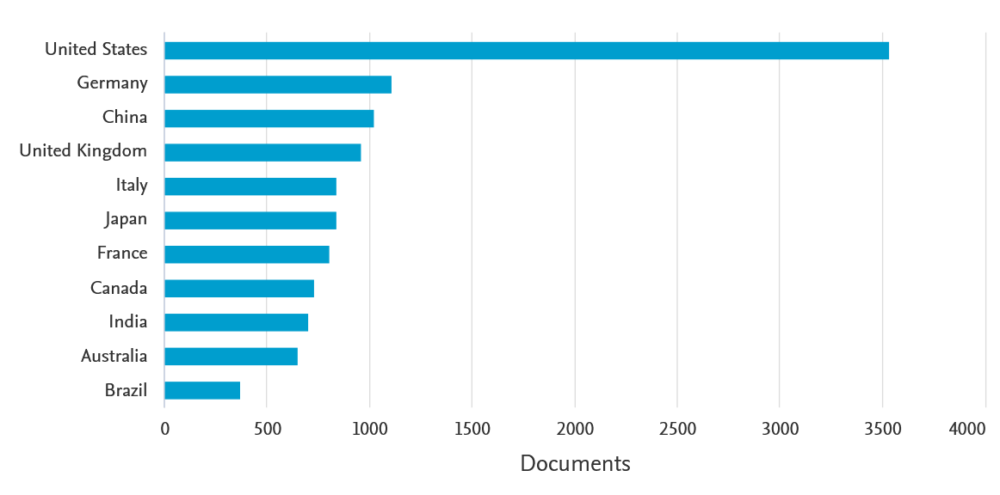 United States
Germany
China
United Kingdom
Italy
Japan
France
Canada
India
Australia
Brazil
0 500 1000 1500 2000 2500 3000 3500 4000
Documents